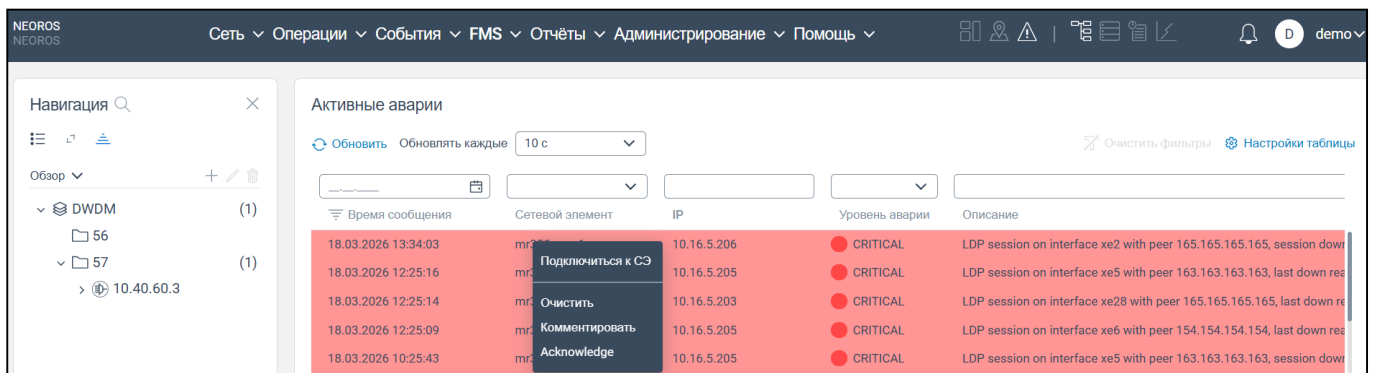 NEOROS
NEOROS
Сеть Операции События FMS Отчёты Администрирование Помощь D demo
Навигация
Активные аварии
Обновить Обновлять каждые 10 с Очистить фильтры Настройки таблицы
Обзор
__.__.____
DWDM (1)
Время сообщения Сетевой элемент IP Уровень аварии Описание
56
57 (1)
10.40.60.3
18.03.2026 13:34:03 10.16.5.206 CRITICAL LDP session on interface xe2 with peer 165.165.165.165, session down
18.03.2026 12:25:16 10.16.5.205 CRITICAL LDP session on interface xe5 with peer 163.163.163.163, last down rea
18.03.2026 12:25:14 10.16.5.203 CRITICAL LDP session on interface xe28 with peer 165.165.165.165, last down re
18.03.2026 12:25:09 10.16.5.205 CRITICAL LDP session on interface xe6 with peer 154.154.154.154, last down rea
18.03.2026 10:25:43 10.16.5.205 CRITICAL LDP session on interface xe5 with peer 163.163.163.163, session down
Подключиться к СЭ
Очистить
Комментировать
Acknowledge